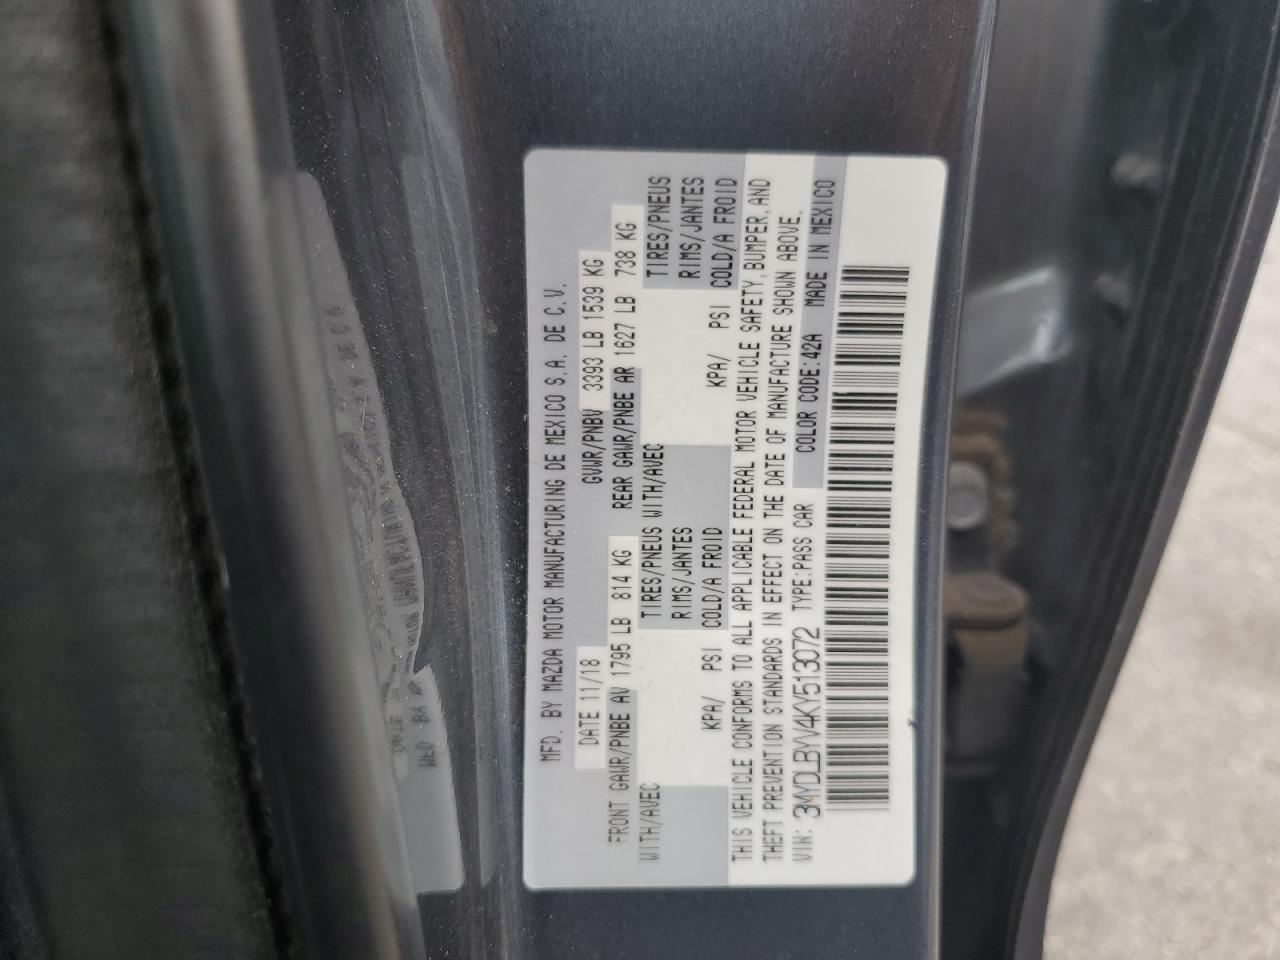 MFD. BY MAZDA MOTOR MANUFACTURING DE MEXICO S.A. DE C.V.
DATE 11/18 GVWR/PNBV 3393 LB 1539 KG
FRONT GAWR/PNBE AV 1795 LB 814 KG REAR GAWR/PNBE AR 1627 LB 738 KG
WITH/AVEC TIRES/PNEUS WITH/AVEC TIRES/PNEUS
RIMS/JANTES RIMS/JANTES
KPA/ PSI COLD/A FROID KPA/ PSI COLD/A FROID
THIS VEHICLE CONFORMS TO ALL APPLICABLE FEDERAL MOTOR VEHICLE SAFETY, BUMPER, AND
THEFT PREVENTION STANDARDS IN EFFECT ON THE DATE OF MANUFACTURE SHOWN ABOVE.
VIN: 3MYDLBYV4KY513072 TYPE:PASS CAR COLOR CODE:42A MADE IN MEXICO